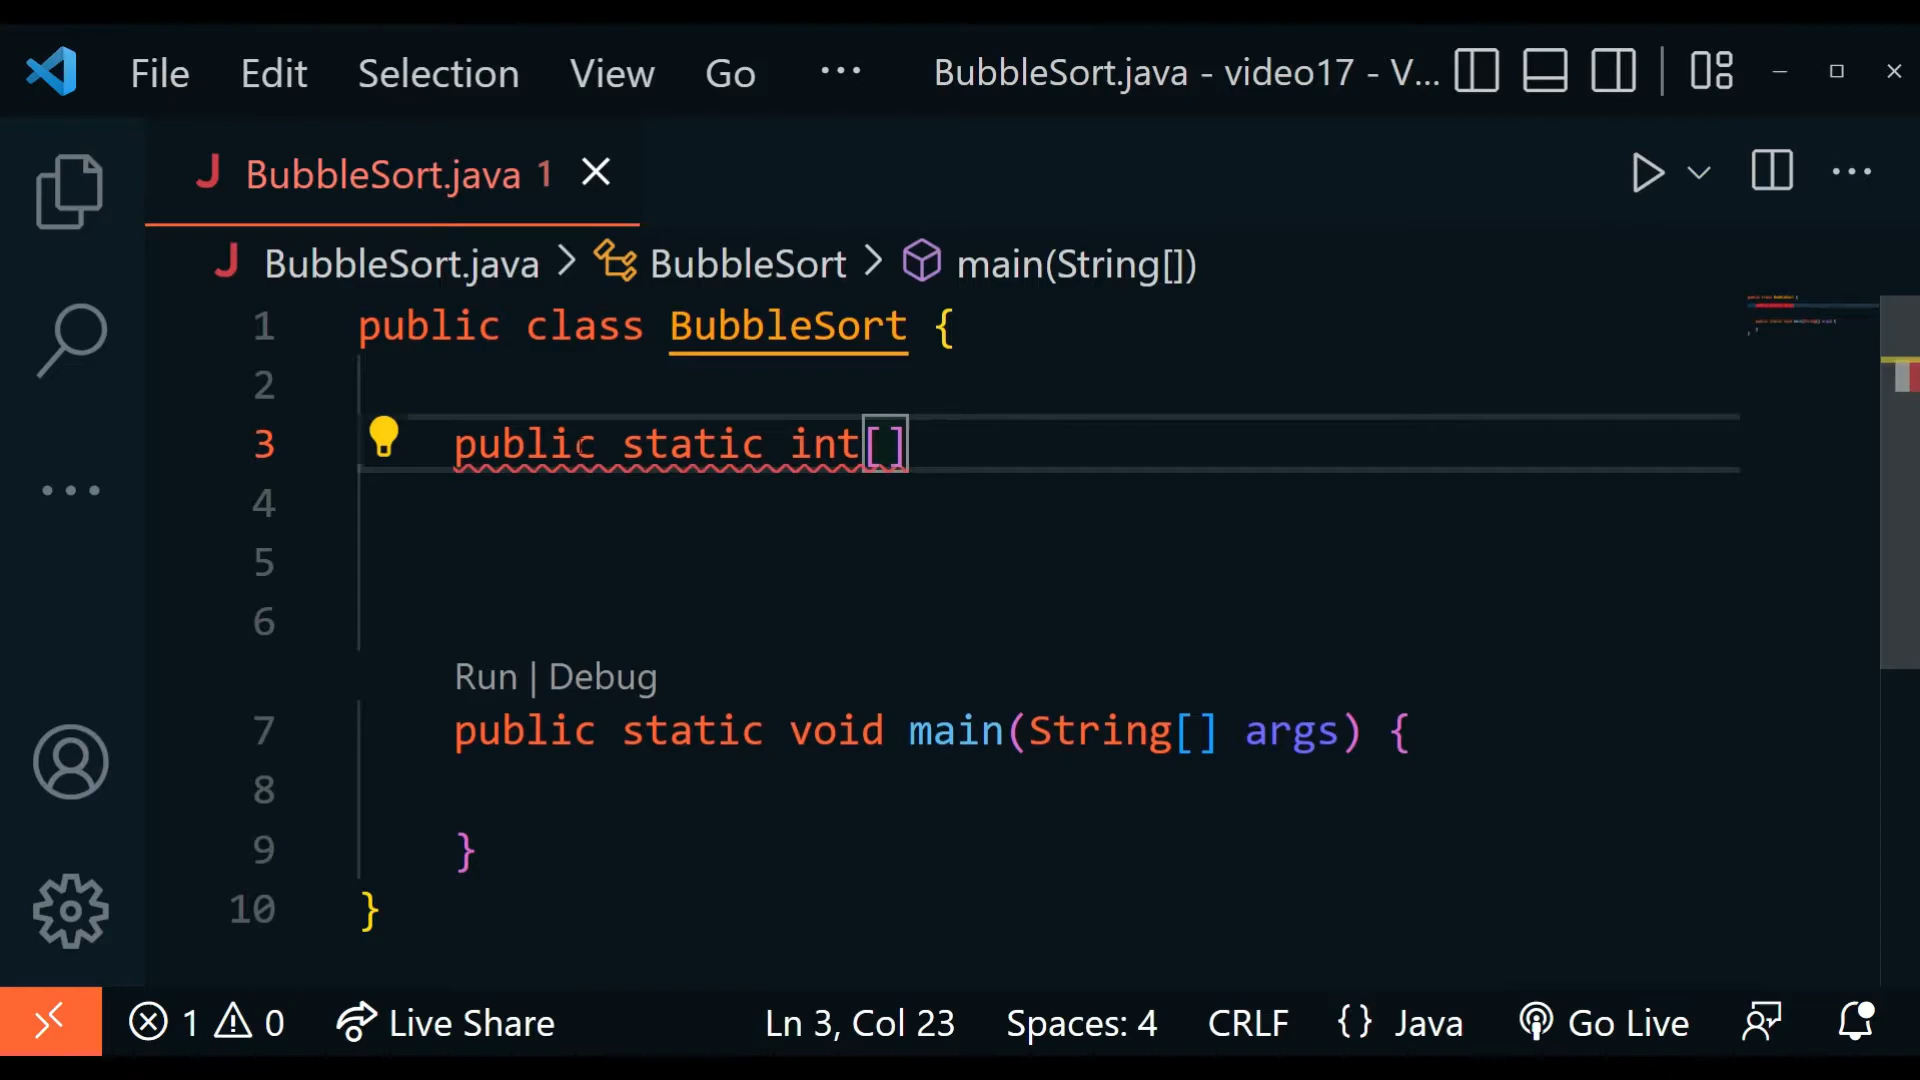 File Edit Selection View Go ··· BubbleSort.java - video17 - V...
BubbleSort.java 1
BubbleSort.java > BubbleSort > main(String[])
1 public class BubbleSort {
2
3 public static int[]
4
5
6
Run | Debug
7 public static void main(String[] args) {
8
9 }
10 }
1 0 Live Share Ln 3, Col 23 Spaces: 4 CRLF {} Java Go Live